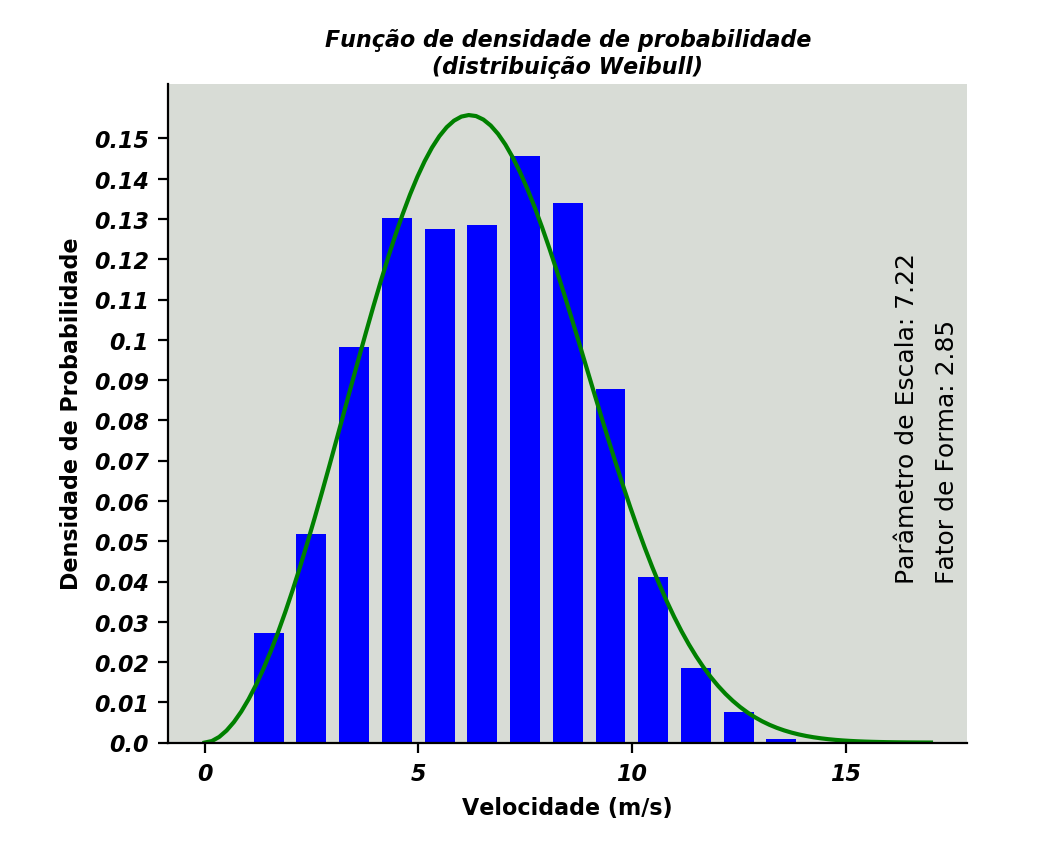 Função de densidade de probabilidade
(distribuição Weibull)
Densidade de Probabilidade
0.15
0.14
0.13
0.12
0.11
0.1
0.09
0.08
0.07
0.06
0.05
0.04
0.03
0.02
0.01
0.0
Parâmetro de Escala: 7.22
Fator de Forma: 2.85
0 5 10 15
Velocidade (m/s)